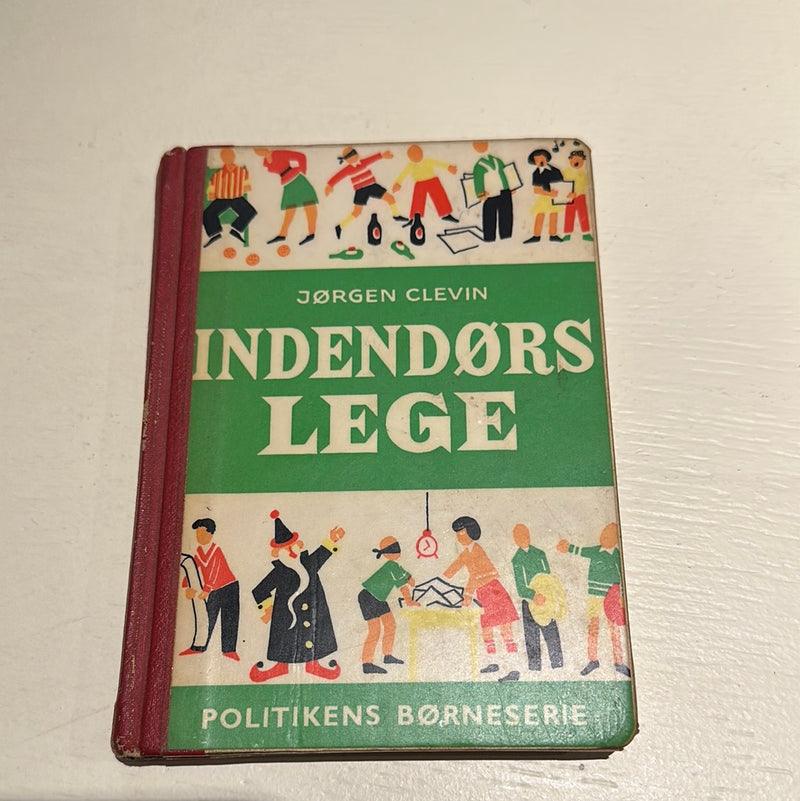 JØRGEN CLEVIN
INDENDØRS
LEGE
POLITIKENS BØRNESERIE